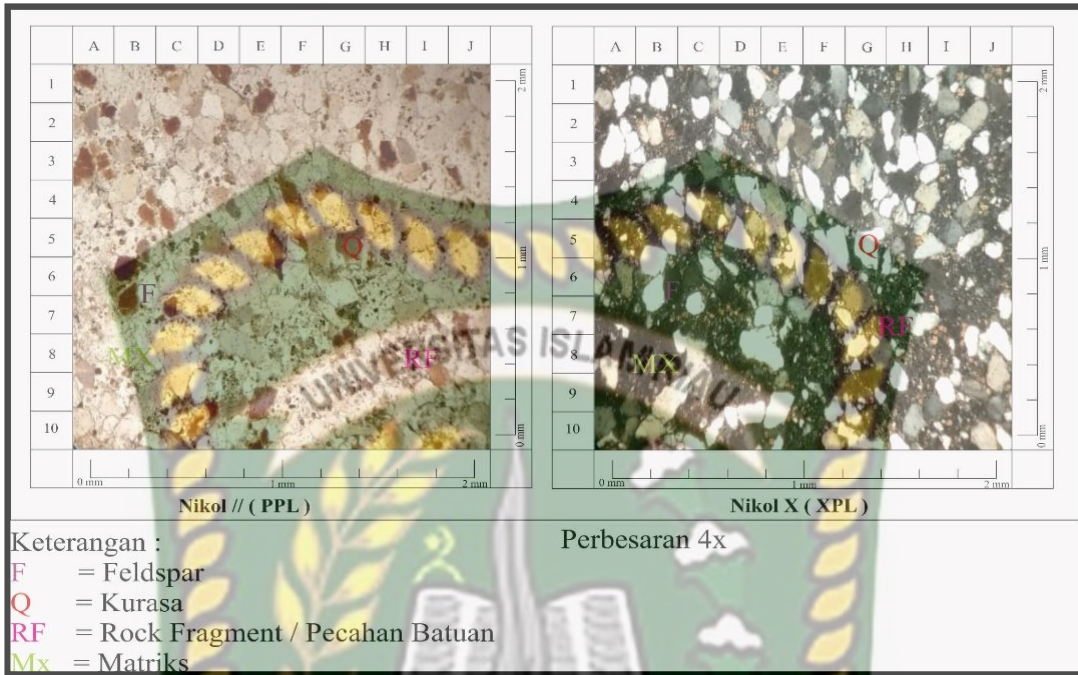 A B C D E F G H I J
1
2
3
4
5
6
7
8
9
10
2 mm
1 mm
0 mm
Q
F
MX
RF
0 mm 1 mm 2 mm
Nikol // ( PPL )
A B C D E F G H I J
1
2
3
4
5
6
7
8
9
10
2 mm
1 mm
0 mm
Q
F
RF
MX
0 mm 1 mm 2 mm
Nikol X ( XPL )
UNIVERSITAS ISLAM RIAU
Keterangan :
F = Feldspar
Q = Kurasa
RF = Rock Fragment / Pecahan Batuan
Mx = Matriks
Perbesaran 4x